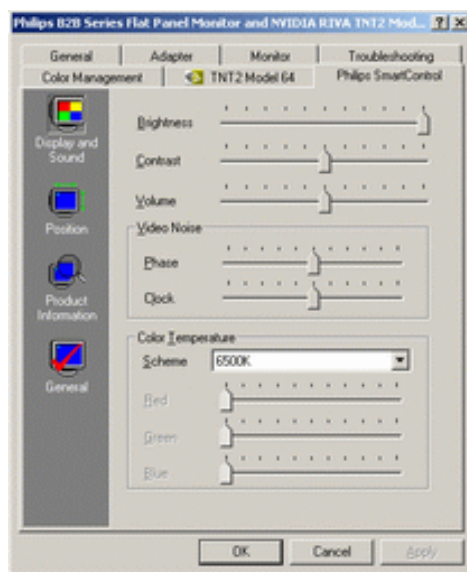 Philips B2B Series Flat Panel Monitor and NVIDIA RIVA TNT2 Mod...
General Adapter Monitor Troubleshooting
Color Management TNT2 Model 64 Philips SmartControl
Display and
Sound
Position
Product
Information
General
Brightness
Contrast
Volume
Video Noise
Phase
Clock
Color Temperature
Scheme 6500K
Red
Green
Blue
OK Cancel Apply